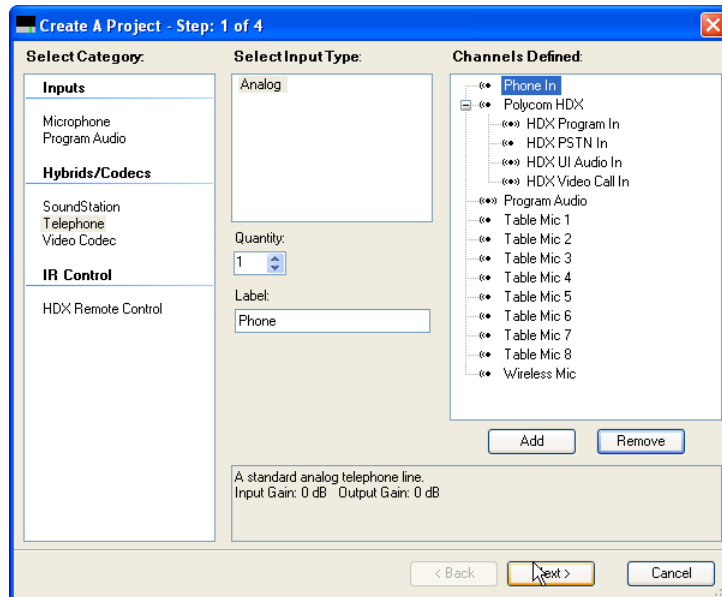 Create A Project - Step: 1 of 4
Select Category:
Inputs
Microphone
Program Audio
Hybrids/Codecs
SoundStation
Telephone
Video Codec
IR Control
HDX Remote Control
Select Input Type:
Analog
Quantity:
1
Label:
Phone
Channels Defined:
Phone In
Polycom HDX
HDX Program In
HDX PSTN In
HDX UI Audio In
HDX Video Call In
Program Audio
Table Mic 1
Table Mic 2
Table Mic 3
Table Mic 4
Table Mic 5
Table Mic 6
Table Mic 7
Table Mic 8
Wireless Mic
Add
Remove
A standard analog telephone line.
Input Gain: 0 dB Output Gain: 0 dB
< Back
Next >
Cancel